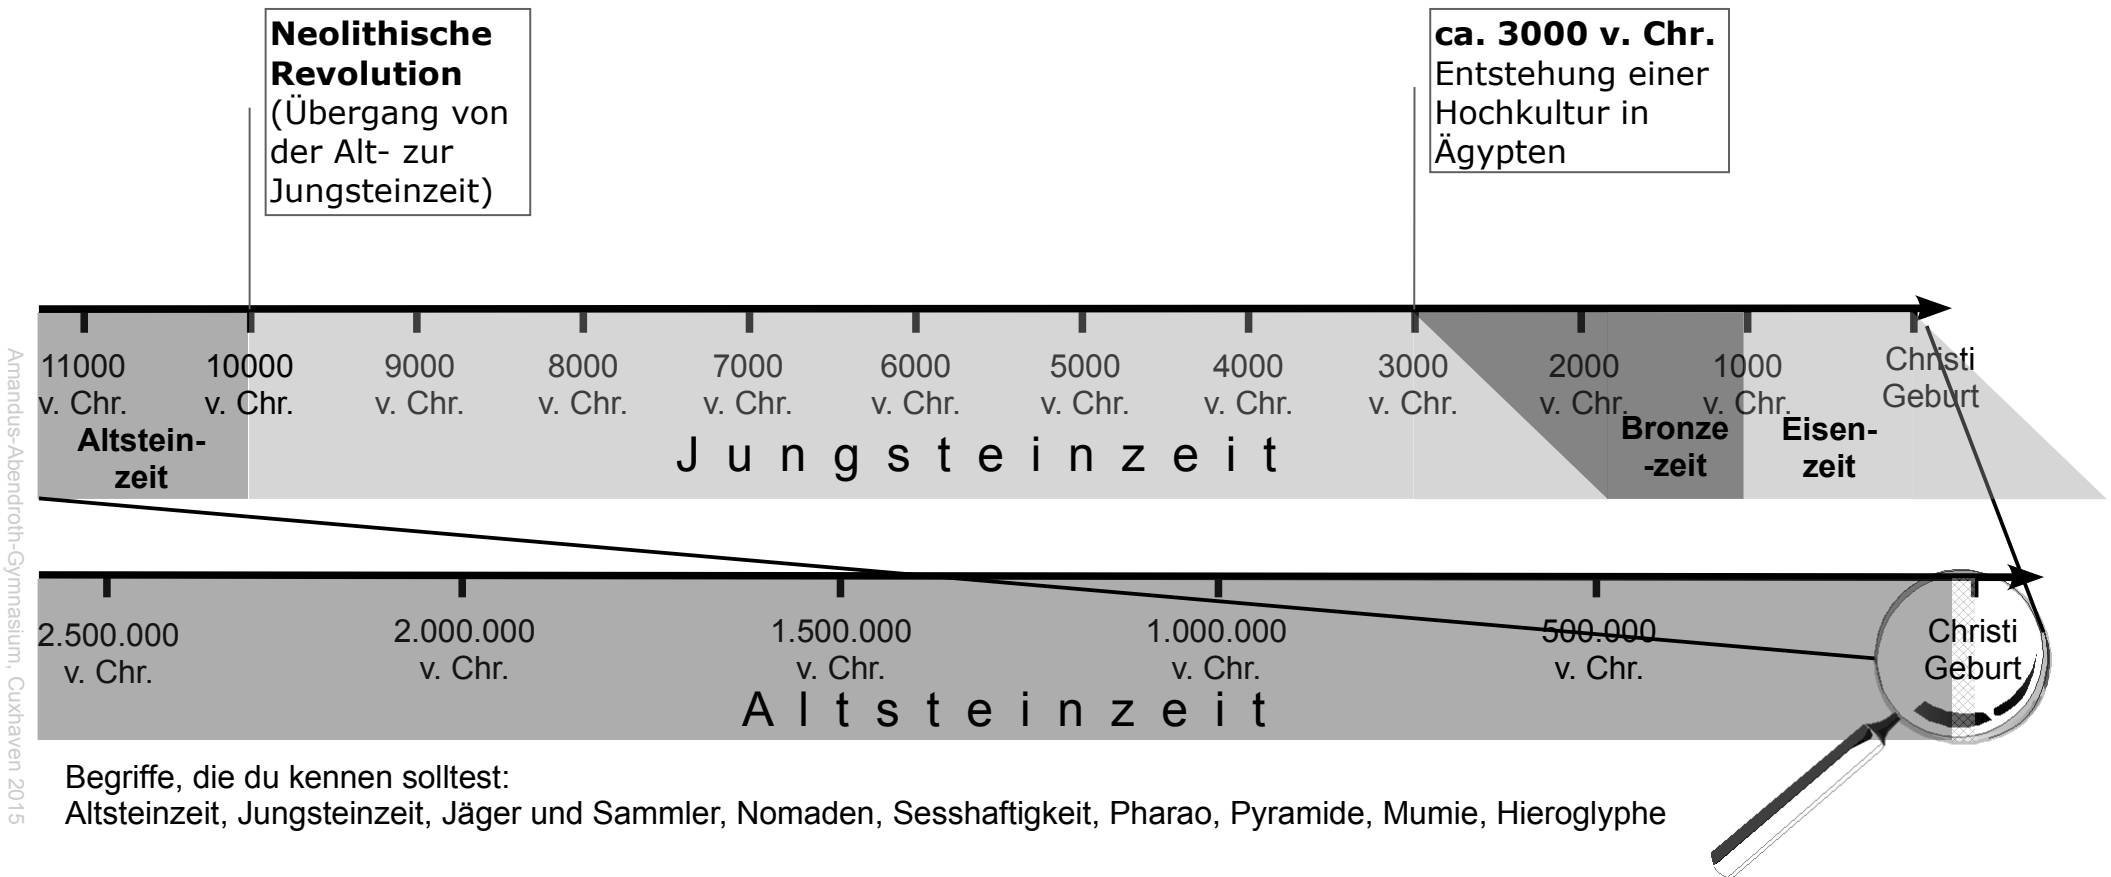 Neolithische
Revolution
(Übergang von
der Alt- zur
Jungsteinzeit)
ca. 3000 v. Chr.
Entstehung einer
Hochkultur in
Ägypten
11000
v. Chr.
10000
v. Chr.
9000
v. Chr.
8000
v. Chr.
7000
v. Chr.
6000
v. Chr.
5000
v. Chr.
4000
v. Chr.
3000
v. Chr.
2000
v. Chr.
1000
v. Chr.
Christi
Geburt
Altstein-
zeit
Jungsteinzeit
Bronze
-zeit
Eisen-
zeit
2.500.000
v. Chr.
2.000.000
v. Chr.
1.500.000
v. Chr.
1.000.000
v. Chr.
500.000
v. Chr.
Christi
Geburt
Altsteinzeit
Begriffe, die du kennen solltest:
Altsteinzeit, Jungsteinzeit, Jäger und Sammler, Nomaden, Sesshaftigkeit, Pharao, Pyramide, Mumie, Hieroglyphe
Amandus-Abendroth-Gymnasium, Cuxhaven 2015